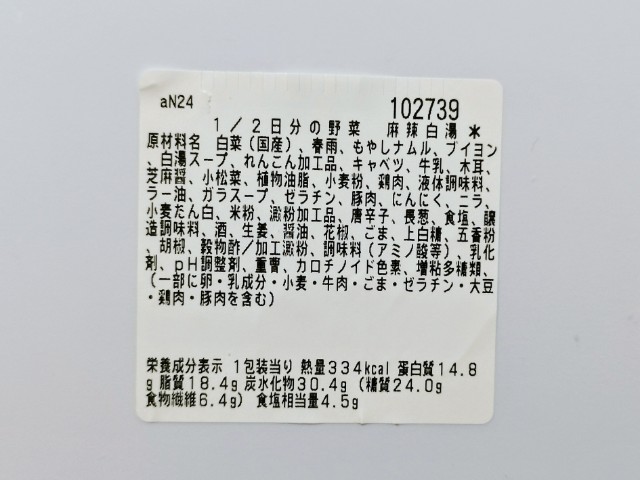 aN24
102739
1/2日分の野菜 麻辣白湯*
原材料名 白菜(国産)、春雨、もやしナムル、ブイヨン
、白湯スープ、れんこん加工品、キャベツ、牛乳、木耳、
芝麻醤、小松菜、植物油脂、小麦粉、鶏肉、液体調味料、
ラー油、ガラスープ、ゼラチン、豚肉、にんにく、ニラ、
小麦たん白、米粉、澱粉加工品、唐辛子、長葱、食塩、醸
造調味料、酒、生姜、醤油、花椒、ごま、上白糖、五香粉
、胡椒、穀物酢/加工澱粉、調味料(アミノ酸等)、乳化
剤、pH調整剤、重曹、カロチノイド色素、増粘多糖類、
(一部に卵・乳成分・小麦・牛肉・ごま・ゼラチン・大豆
・鶏肉・豚肉を含む)
栄養成分表示 1包装当り 熱量334kcal 蛋白質14.8
g 脂質18.4g 炭水化物30.4g (糖質24.0g
食物繊維6.4g) 食塩相当量4.5g